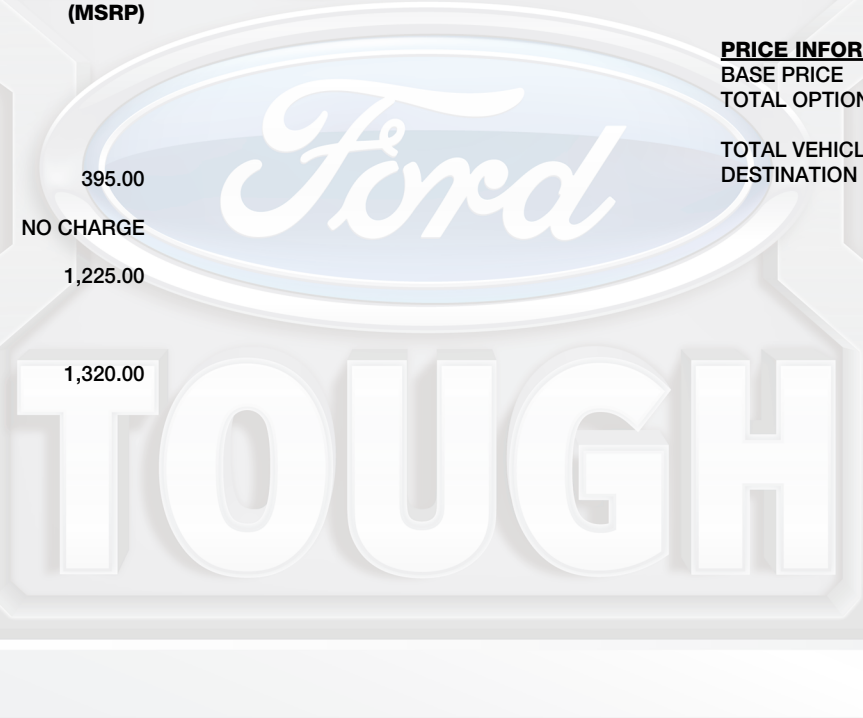 (MSRP)
395.00
NO CHARGE
1,225.00
1,320.00
PRICE INFOR
BASE PRICE
TOTAL OPTION
TOTAL VEHICL
DESTINATION
Ford
TOUGH